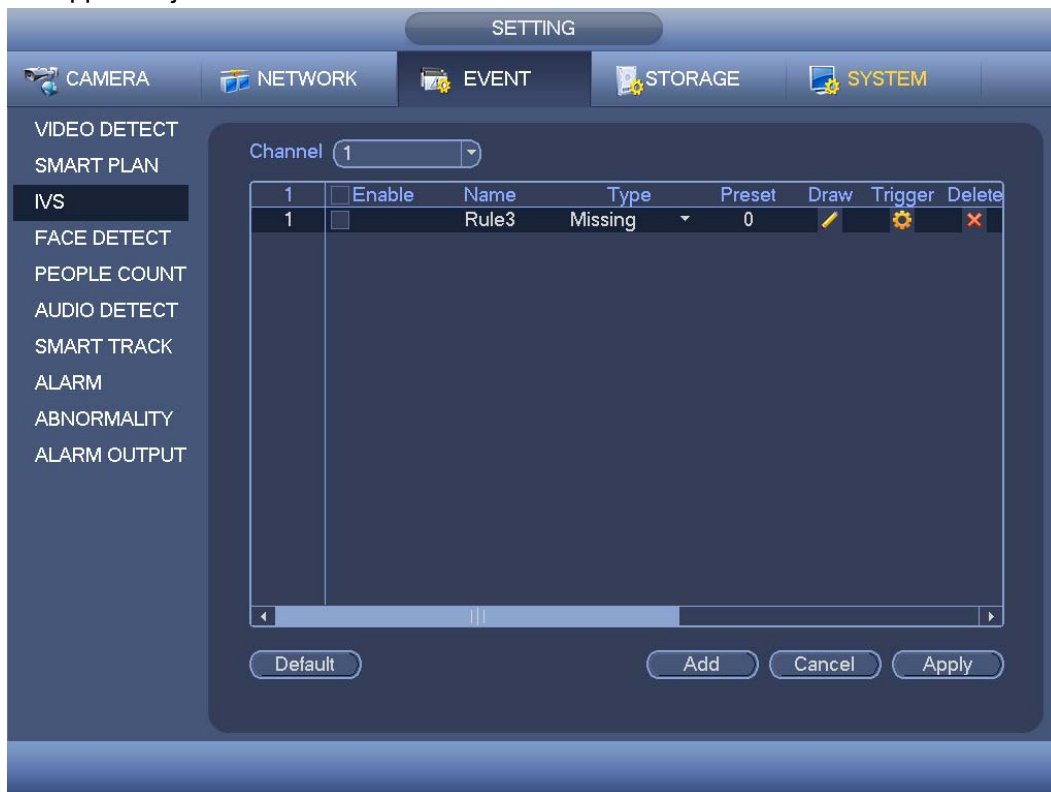 SETTING
CAMERA NETWORK EVENT STORAGE SYSTEM
VIDEO DETECT
SMART PLAN
IVS
FACE DETECT
PEOPLE COUNT
AUDIO DETECT
SMART TRACK
ALARM
ABNORMALITY
ALARM OUTPUT
Channel 1
1 Enable Name Type Preset Draw Trigger Delete
1 Rule3 Missing 0
Default Add Cancel Apply